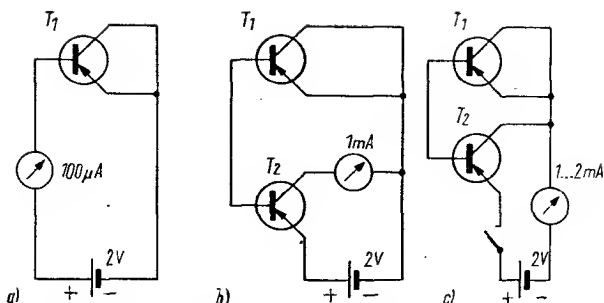 T1
100μA
2V
a)
+ −
T1
T2
1mA
2V
b)
+ −
T1
T2
1...2mA
2V
c)
+ −